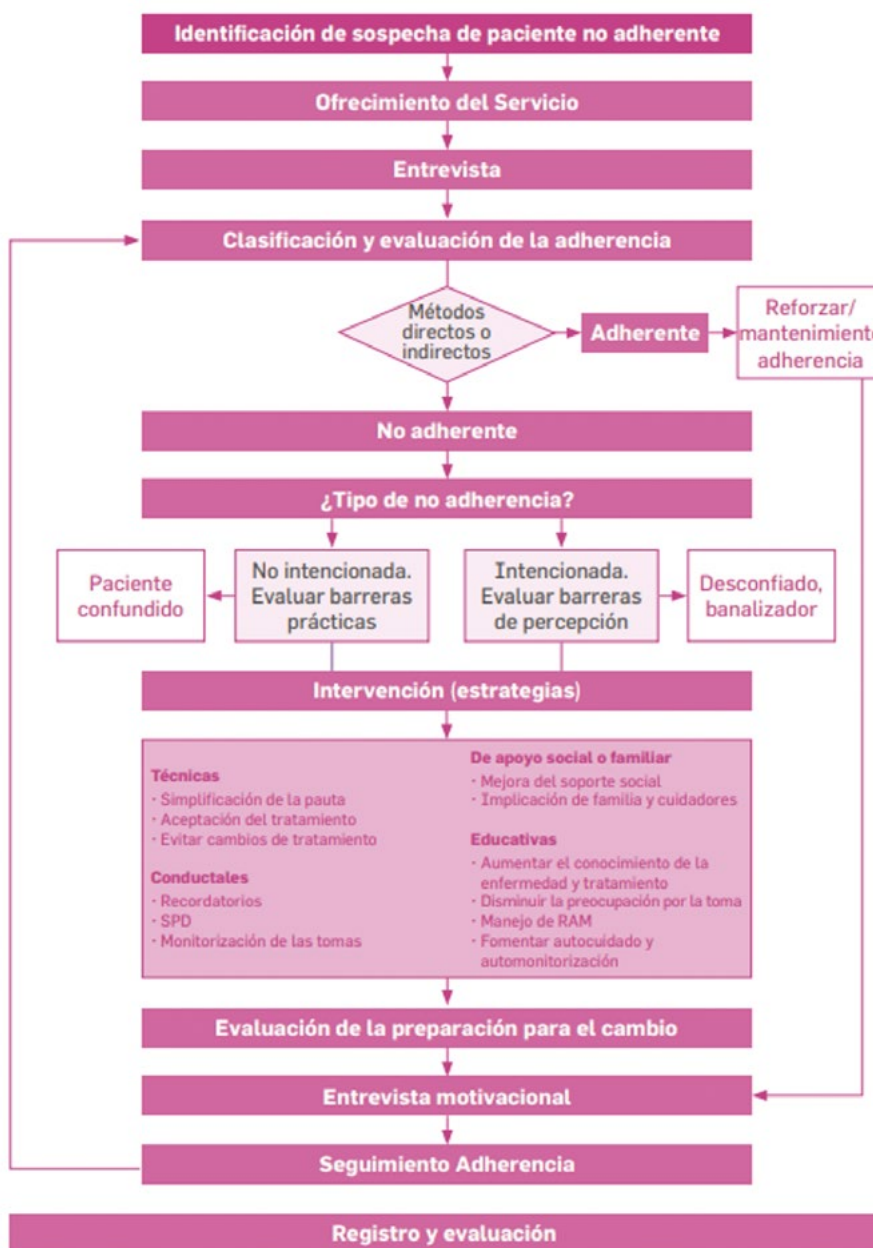 Identificación de sospecha de paciente no adherente
Ofrecimiento del Servicio
Entrevista
Clasificación y evaluación de la adherencia
Métodos
directos o
indirectos
Adherente
Reforzar/
mantenimiento
adherencia
No adherente
¿Tipo de no adherencia?
Paciente
confundido
No intencionada.
Evaluar barreras
prácticas
Intencionada.
Evaluar barreras
de percepción
Desconfiado,
banalizador
Intervención (estrategias)
Técnicas
· Simplificación de la pauta
· Aceptación del tratamiento
· Evitar cambios de tratamiento
Conductales
· Recordatorios
· SPD
· Monitorización de las tomas
De apoyo social o familiar
· Mejora del soporte social
· Implicación de familia y cuidadores
Educativas
· Aumentar el conocimiento de la
enfermedad y tratamiento
· Disminuir la preocupación por la toma
· Manejo de RAM
· Fomentar autocuidado y
automonitorización
Evaluación de la preparación para el cambio
Entrevista motivacional
Seguimiento Adherencia
Registro y evaluación